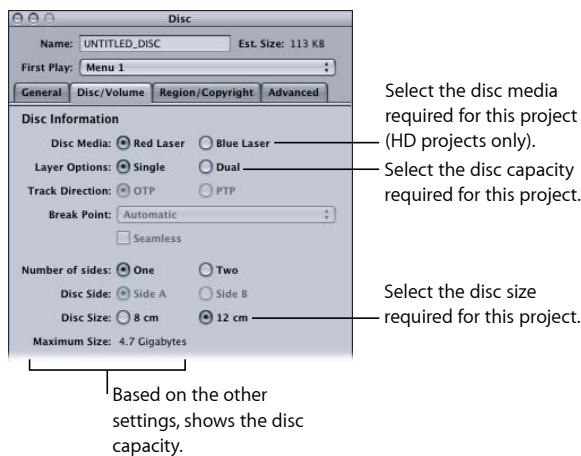 Disc
Name: UNTITLED_DISC Est. Size: 113 KB
First Play: Menu 1
General Disc/Volume Region/Copyright Advanced
Disc Information
Disc Media: Red Laser Blue Laser
Layer Options: Single Dual
Track Direction: OTP PTP
Break Point: Automatic
Seamless
Number of sides: One Two
Disc Side: Side A Side B
Disc Size: 8 cm 12 cm
Maximum Size: 4.7 Gigabytes
Select the disc media
required for this project
(HD projects only).
Select the disc capacity
required for this project.
Select the disc size
required for this project.
Based on the other
settings, shows the disc
capacity.